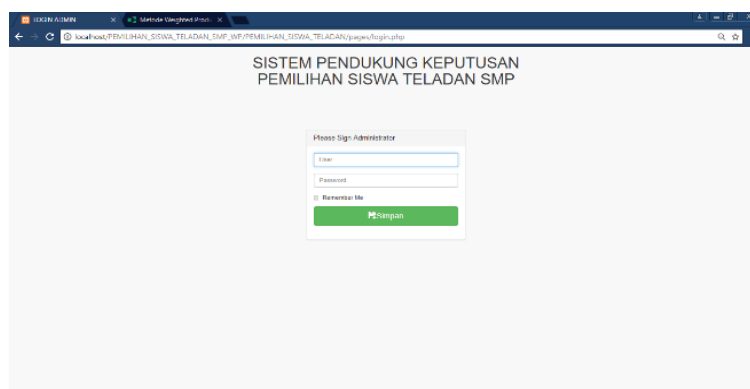 LOGIN ADMIN
Metode Weighted Produ
localhost/PEMILIHAN_SISWA_TELADAN_SMP_WP/PEMILIHAN_SISWA_TELADAN/pages/login.php
SISTEM PENDUKUNG KEPUTUSAN
PEMILIHAN SISWA TELADAN SMP
Please Sign Administrator
User
Password
Remember Me
Simpan